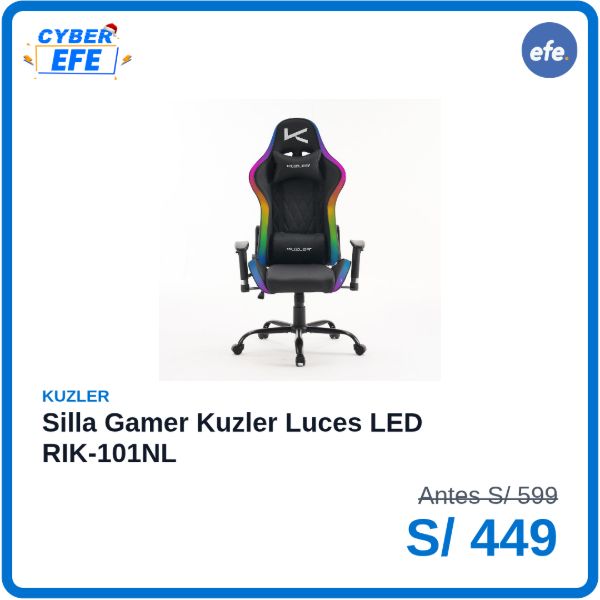 CYBER
EFE
efe.
KUZLER
KUZLER
KUZLER
Silla Gamer Kuzler Luces LED
RIK-101NL
Antes S/ 599
S/ 449